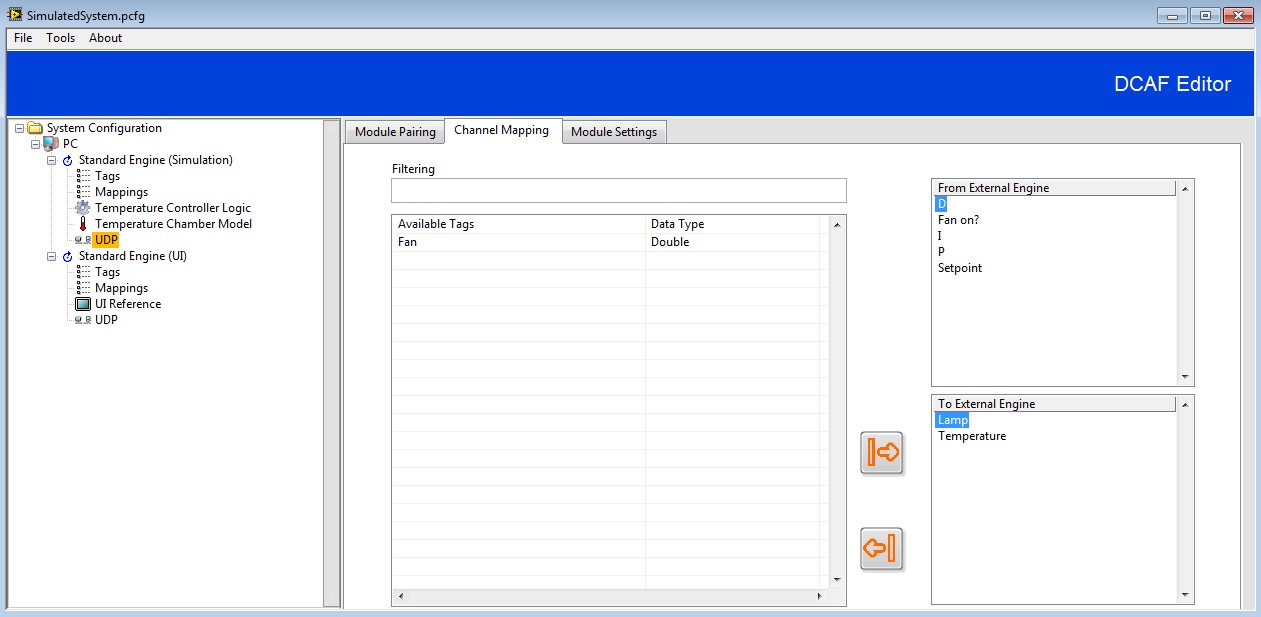 SimulatedSystem.pcfg
File Tools About
DCAF Editor
System Configuration
PC
Standard Engine (Simulation)
Tags
Mappings
Temperature Controller Logic
Temperature Chamber Model
UDP
Standard Engine (UI)
Tags
Mappings
UI Reference
UDP
Module Pairing Channel Mapping Module Settings
Filtering
Available Tags Data Type
Fan Double
From External Engine
D
Fan on?
I
P
Setpoint
To External Engine
Lamp
Temperature